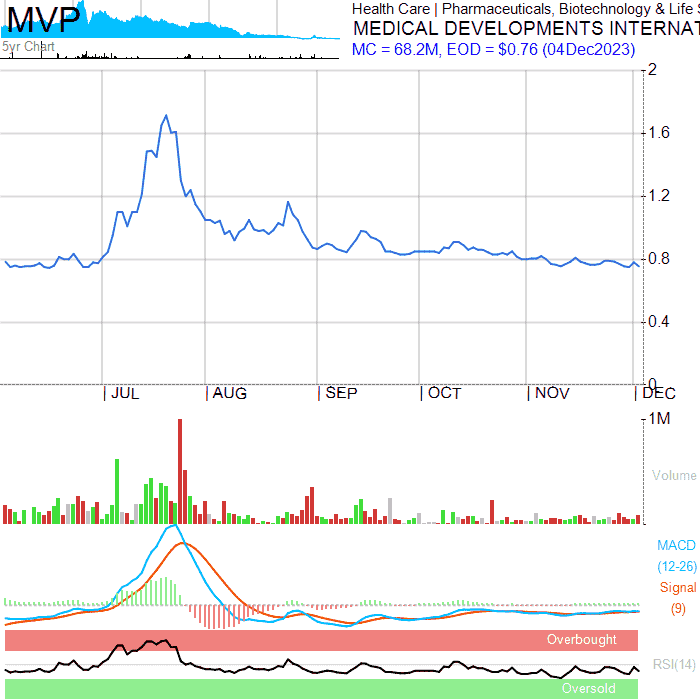 MVP
5yr Chart
Health Care | Pharmaceuticals, Biotechnology & Life S
MEDICAL DEVELOPMENTS INTERNAT
MC = 68.2M, EOD = $0.76 (04Dec2023)
2
1.6
1.2
0.8
0.4
0
JUL AUG SEP OCT NOV DEC
1M
Volume
MACD
(12-26)
Signal
(9)
Overbought
RSI(14)
Oversold